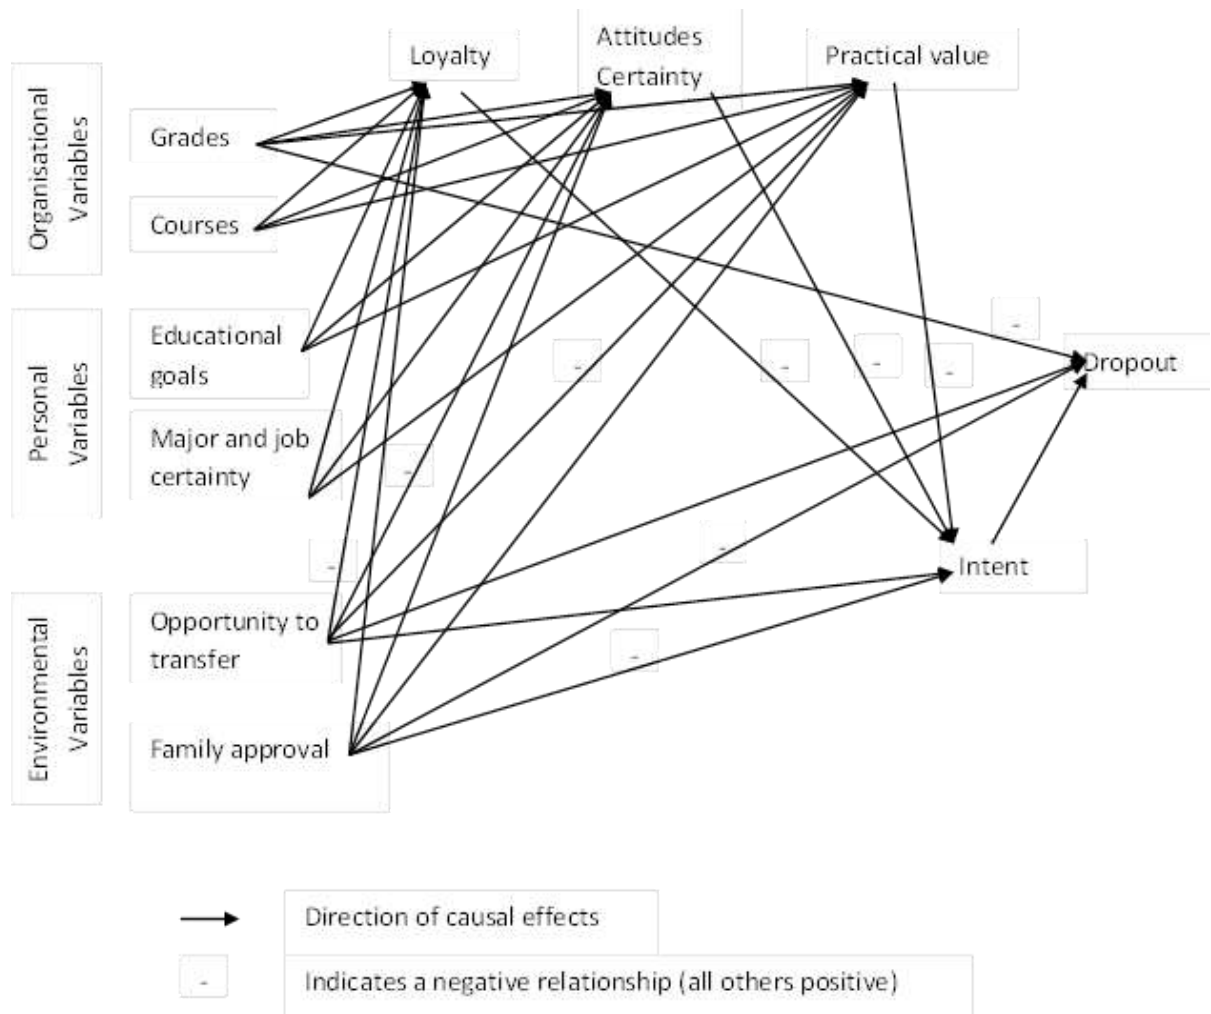 Loyalty
Attitudes
Certainty
Practical value
Organisational
Variables
Grades
Courses
Personal
Variables
Educational
goals
Major and job
certainty
-
-
-
-
-
-
-
-
-
Dropout
Intent
Environmental
Variables
Opportunity to
transfer
Family approval
Direction of causal effects
-
Indicates a negative relationship (all others positive)